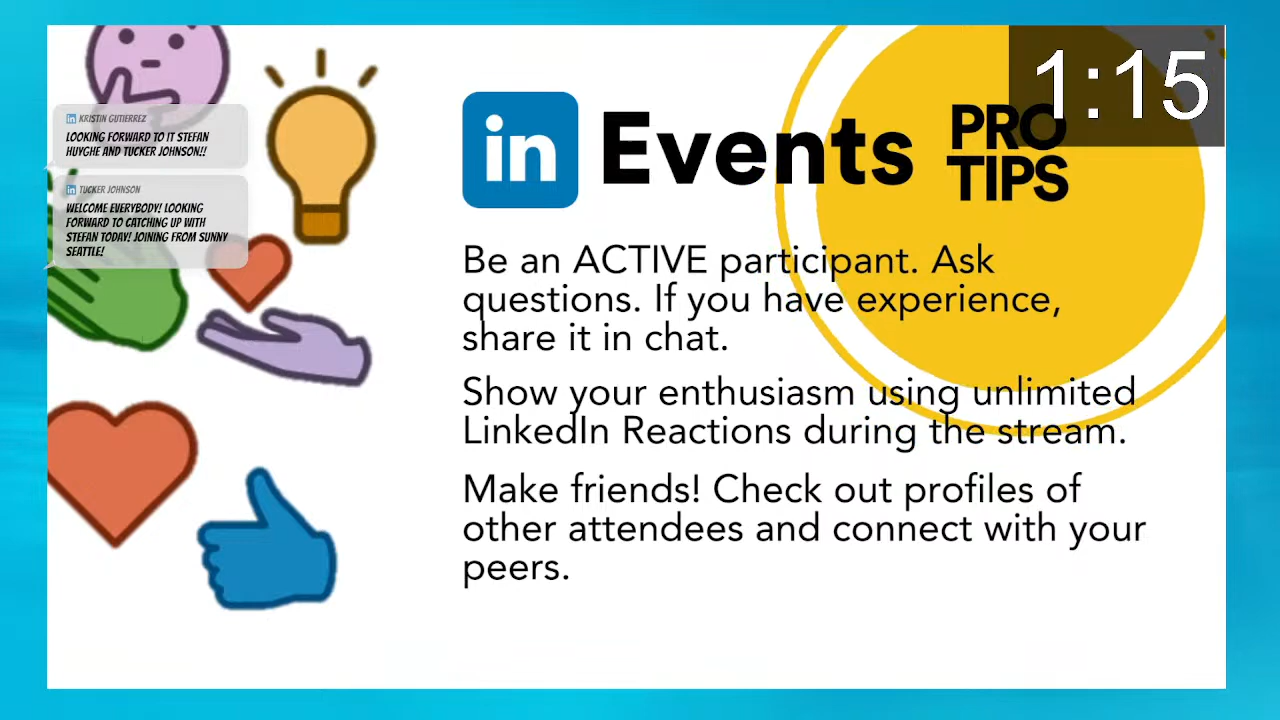 1:15
KRISTIN GUTIERREZ
LOOKING FORWARD TO IT STEFAN
HUYGHE AND TUCKER JOHNSON!!
TUCKER JOHNSON
WELCOME EVERYBODY! LOOKING
FORWARD TO CATCHING UP WITH
STEFAN TODAY! JOINING FROM SUNNY
SEATTLE!
in Events PRO
TIPS
Be an ACTIVE participant. Ask
questions. If you have experience,
share it in chat.
Show your enthusiasm using unlimited
LinkedIn Reactions during the stream.
Make friends! Check out profiles of
other attendees and connect with your
peers.